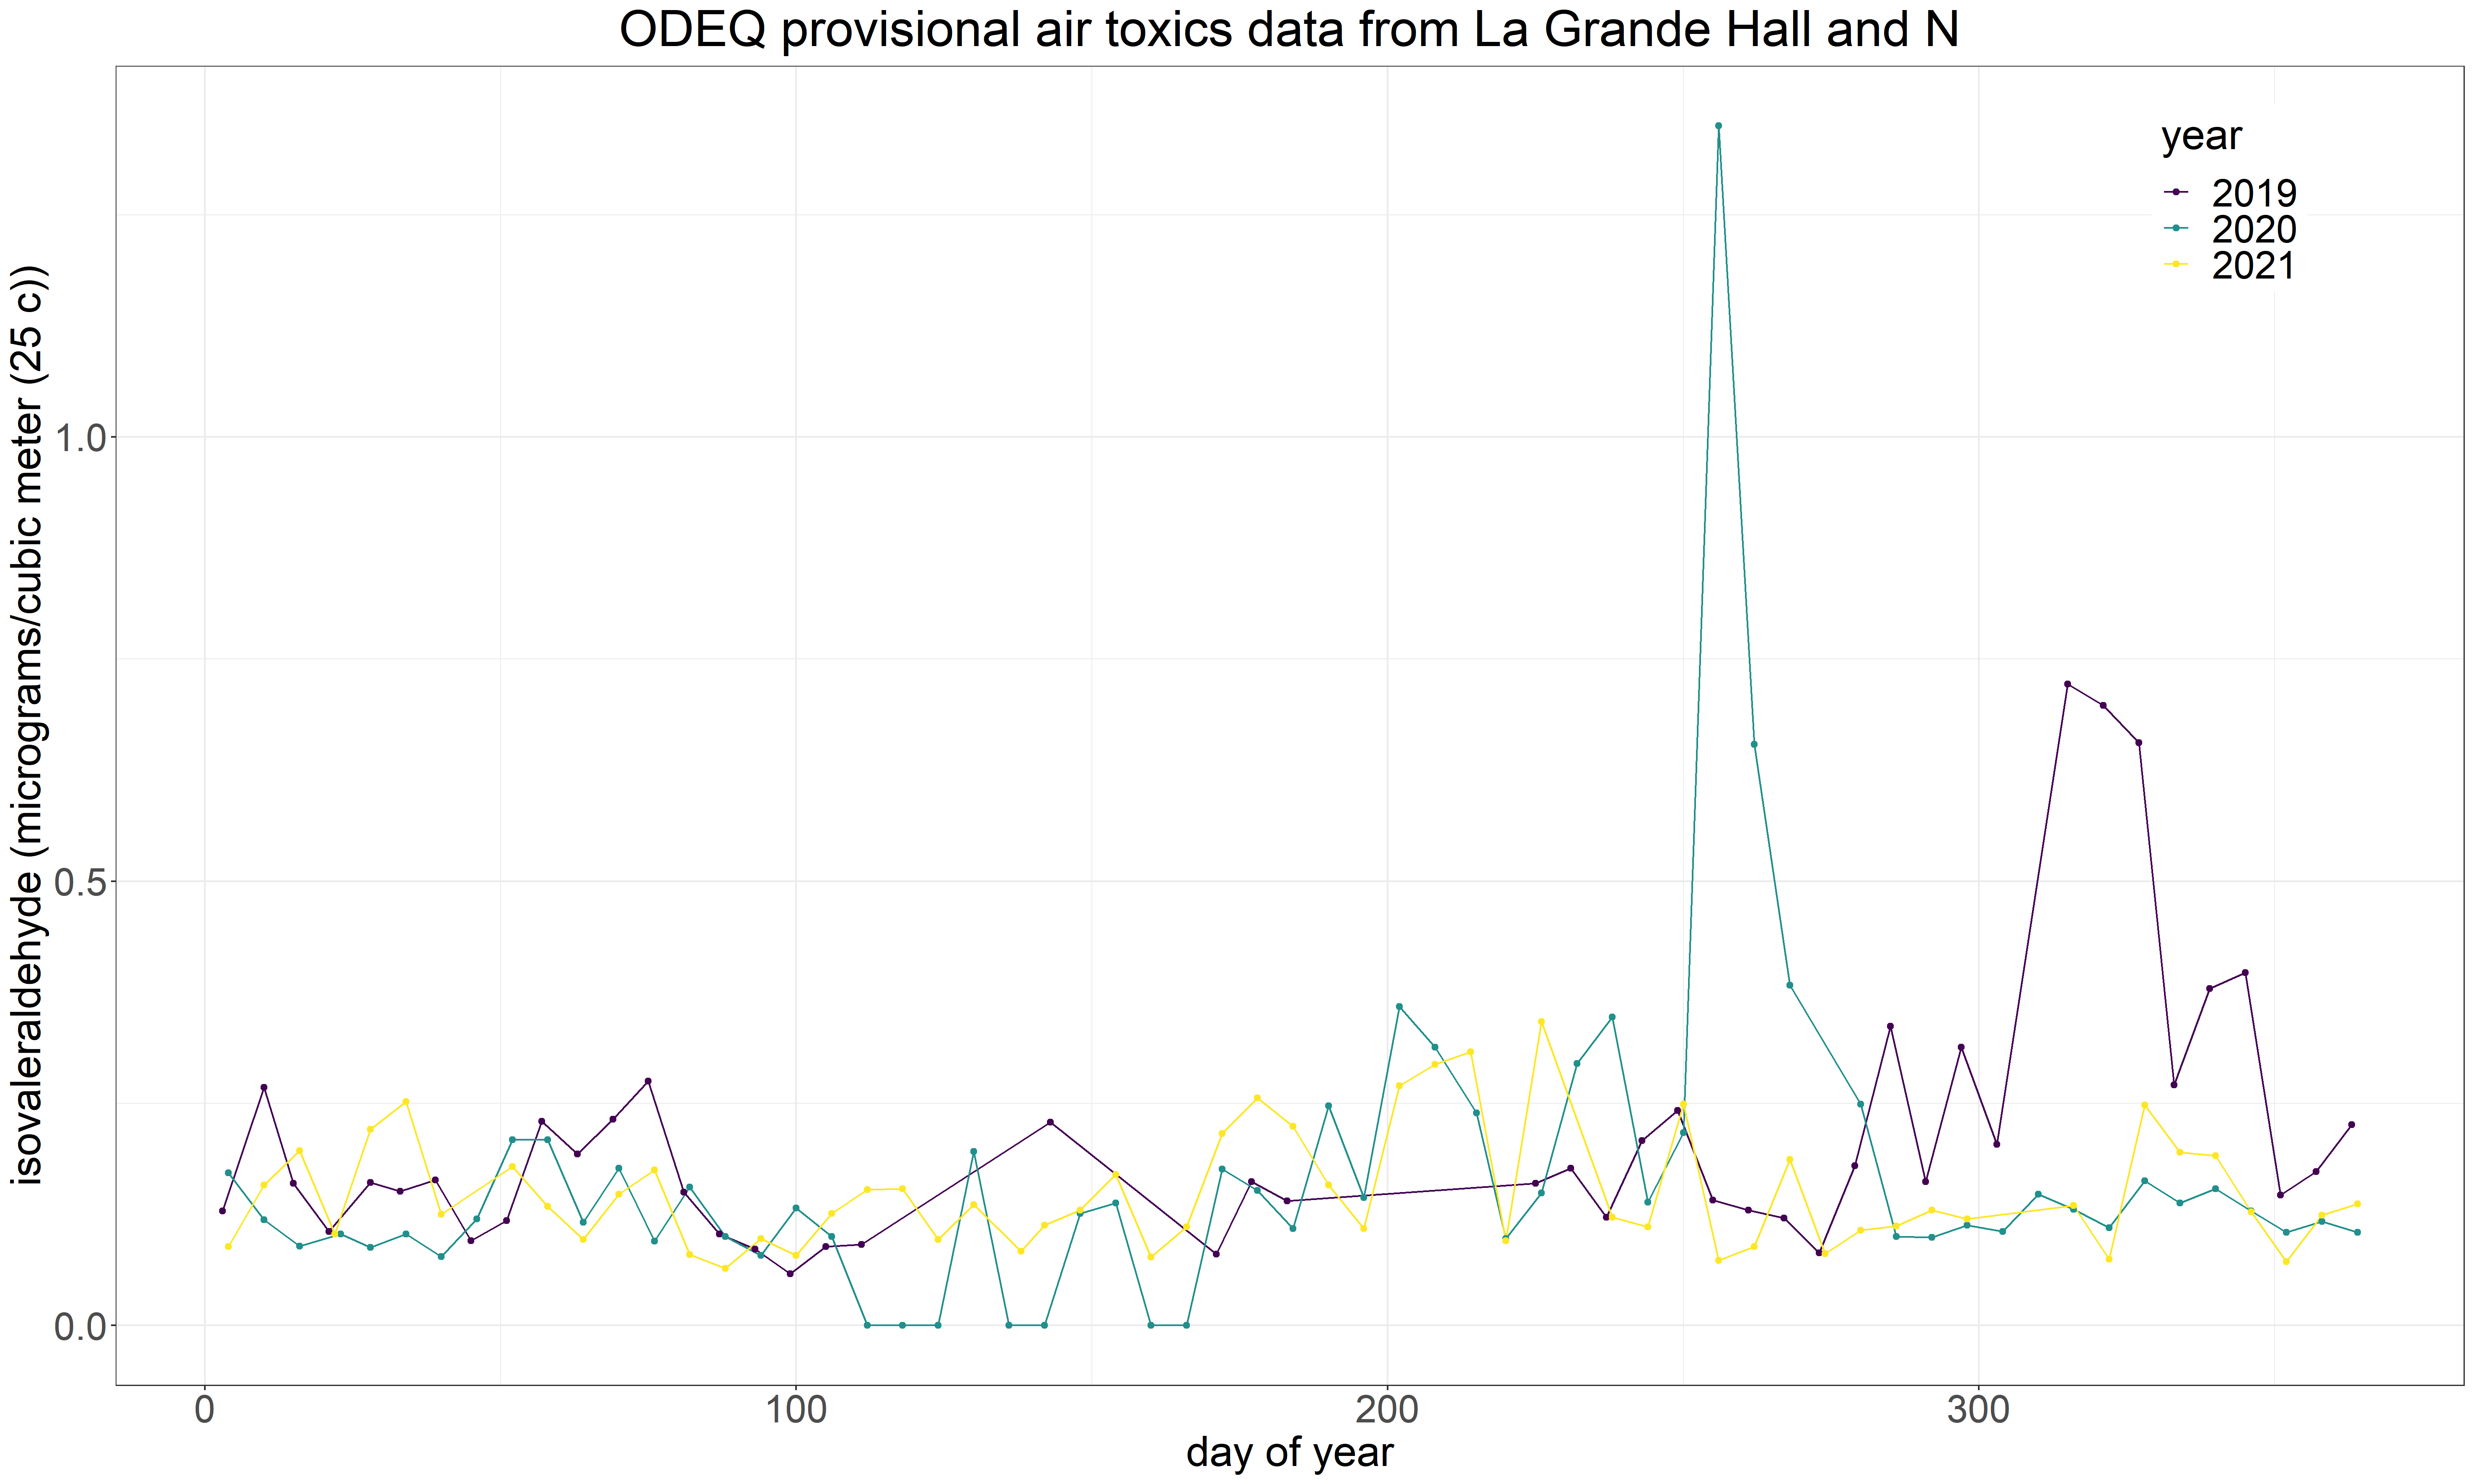 ODEQ provisional air toxics data from La Grande Hall and N
isovaleraldehyde (micrograms/cubic meter (25 c))
1.0
0.5
0.0
year
2019
2020
2021
0 100 200 300
day of year